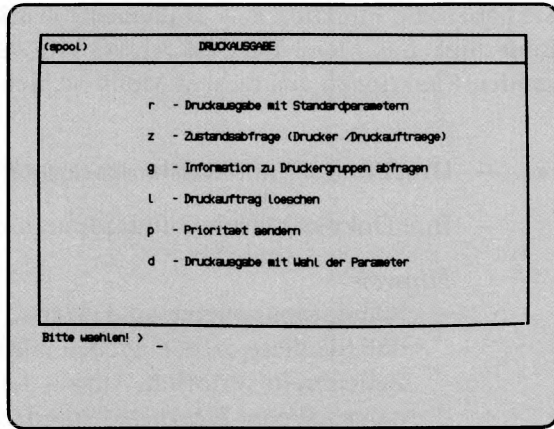 (spool) DRUCKAUSGABE
r - Druckausgabe mit Standardparametern
z - Zustandsabfrage (Drucker /Druckauftraege)
g - Information zu Druckergruppen abfragen
l - Druckauftrag loeschen
p - Prioritaet aendern
d - Druckausgabe mit Wahl der Parameter
Bitte waehlen! > _